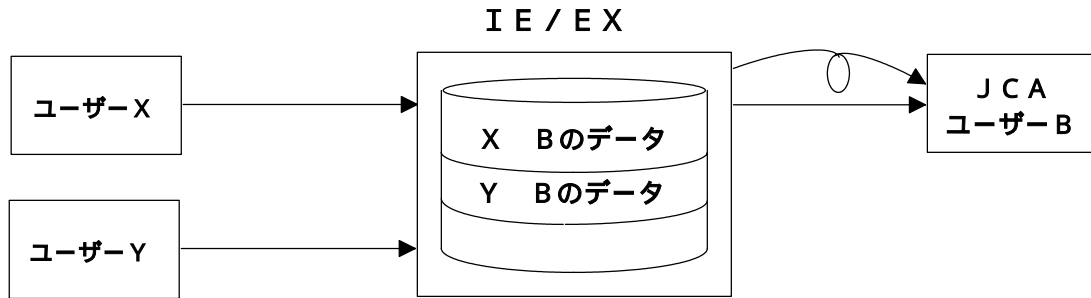 ＩＥ／ＥＸ
ユーザーＸ
Ｘ　Ｂのデータ
Ｙ　Ｂのデータ
ＪＣＡ
ユーザーＢ
ユーザーＹ